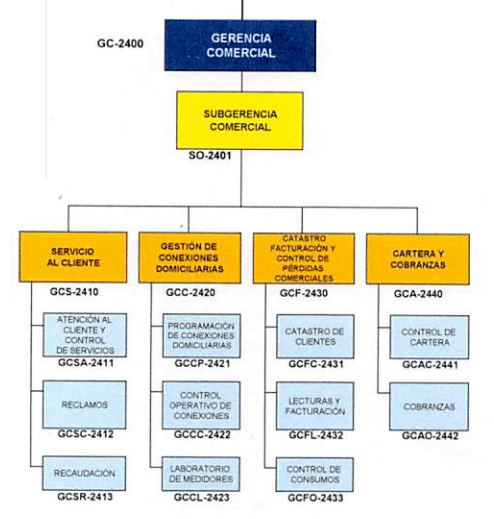 GC-2400
GERENCIA
COMERCIAL
SUBGERENCIA
COMERCIAL
SO-2401
SERVICIO
AL CLIENTE
GCS-2410
ATENCIÓN AL
CLIENTE Y
CONTROL
DE SERVICIOS
GCSA-2411
RECLAMOS
GCSC-2412
RECAUDACIÓN
GCSR-2413
GESTIÓN DE
CONEXIONES
DOMICILIARIAS
GCC-2420
PROGRAMACIÓN
DE CONEXIONES
DOMICILIARIAS
GCCP-2421
CONTROL
OPERATIVO DE
CONEXIONES
GCCC-2422
LABORATORIO
DE MEDIDORES
GCCL-2423
CATASTRO
FACTURACIÓN Y
CONTROL DE
PÉRDIDAS
COMERCIALES
GCF-2430
CATASTRO DE
CLIENTES
GCFC-2431
LECTURAS Y
FACTURACIÓN
GCFL-2432
CONTROL DE
CONSUMOS
GCFO-2433
CARTERA Y
COBRANZAS
GCA-2440
CONTROL DE
CARTERA
GCAC-2441
COBRANZAS
GCAO-2442